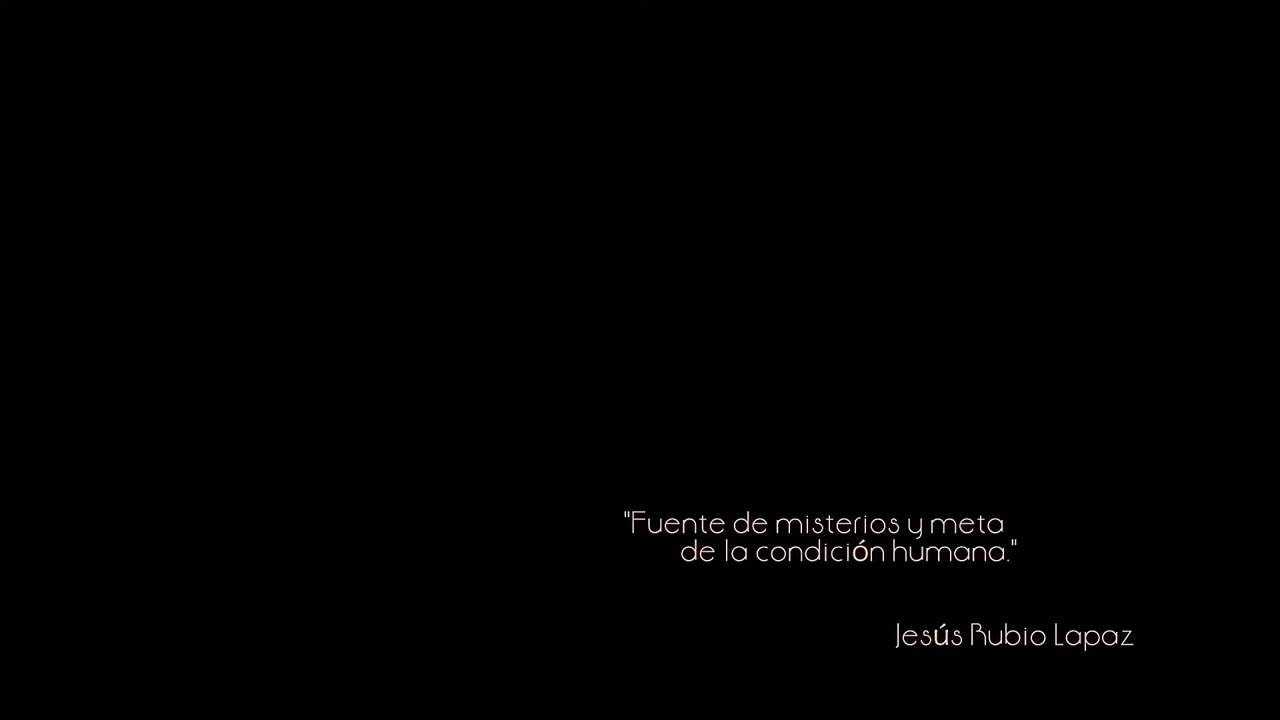 "Fuente de misterios y meta
de la condición humana."
Jesús Rubio Lapaz